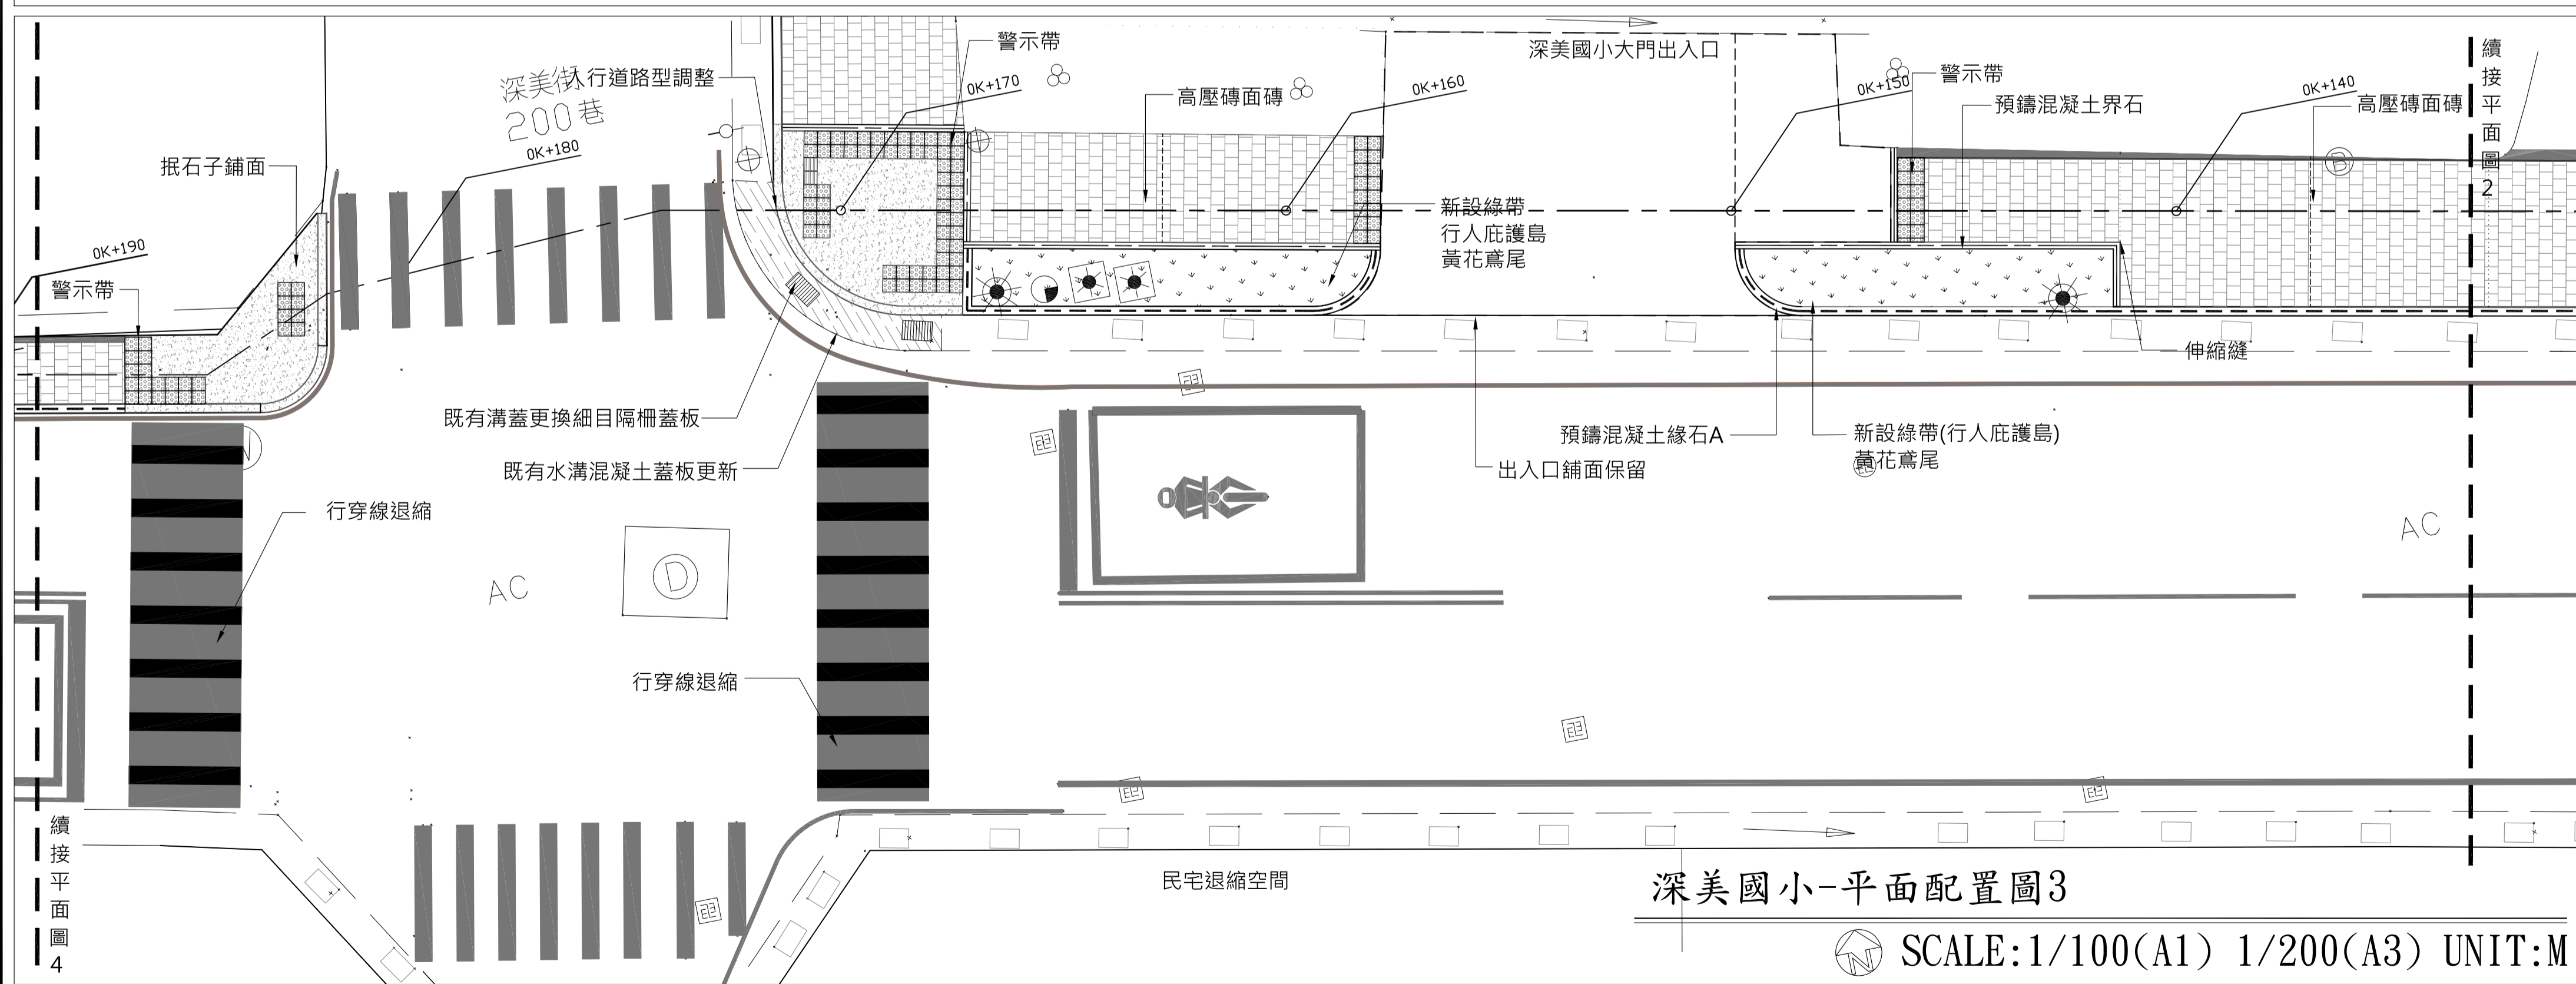 深美國小大門出入口
警示帶
深美街
200巷
人行道路型調整
0K+170
高壓磚面磚
0K+160
0K+150
警示帶
預鑄混凝土界石
0K+140
高壓磚面磚
續接平面圖2
抿石子鋪面
0K+180
B
新設綠帶
行人庇護島
黃花鳶尾
0K+190
警示帶
伸縮縫
既有溝蓋更換細目隔柵蓋板
預鑄混凝土緣石A
新設綠帶(行人庇護島)
黃花鳶尾
既有水溝混凝土蓋板更新
出入口舖面保留
行穿線退縮
AC
AC
D
行穿線退縮
續接平面圖4
民宅退縮空間
深美國小-平面配置圖3
N
SCALE:1/100(A1) 1/200(A3) UNIT:M